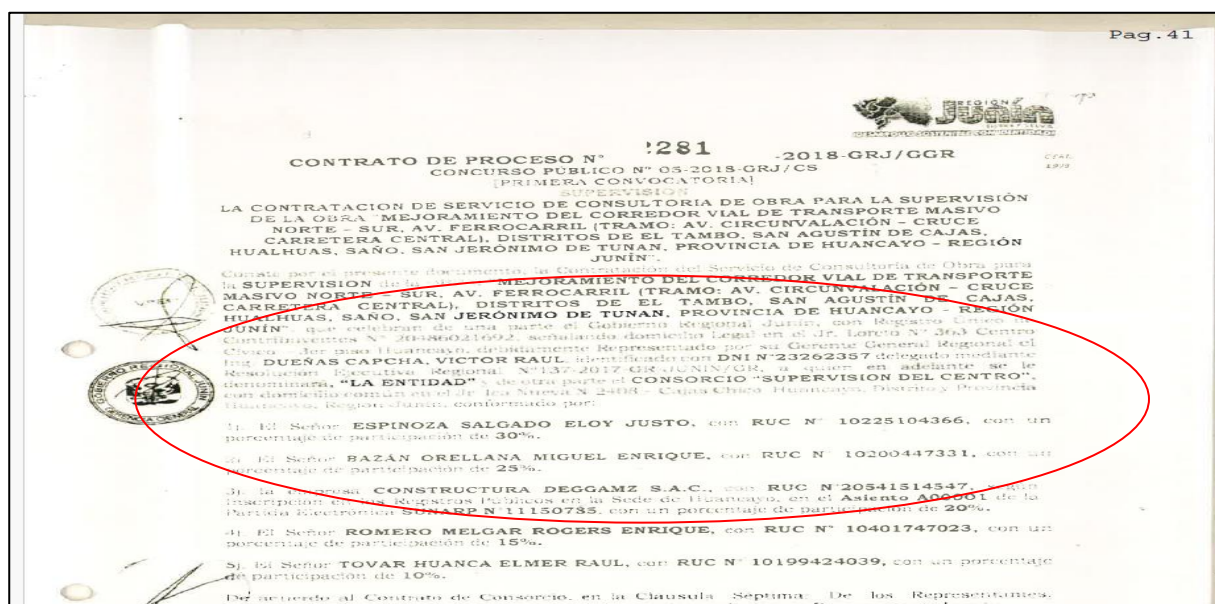 Pag.41
REGIÓN
Junín
CONTRATO DE PROCESO N° 281 -2018-GRJ/GGR
CONCURSO PÚBLICO N° 05-2018-GRJ/CS
[PRIMERA CONVOCATORIA]
SUPERVISION
LA CONTRATACION DE SERVICIO DE CONSULTORIA DE OBRA PARA LA SUPERVISIÓN
DE LA OBRA "MEJORAMIENTO DEL CORREDOR VIAL DE TRANSPORTE MASIVO
NORTE – SUR, AV. FERROCARRIL (TRAMO: AV. CIRCUNVALACIÓN – CRUCE
CARRETERA CENTRAL), DISTRITOS DE EL TAMBO, SAN AGUSTÍN DE CAJAS,
HUALHUAS, SAÑO, SAN JERÓNIMO DE TUNAN, PROVINCIA DE HUANCAYO – REGIÓN
JUNÍN".
Conste por el presente documento, la Contratación del Servicio de Consultoría de Obra para
la SUPERVISION de la MEJORAMIENTO DEL CORREDOR VIAL DE TRANSPORTE
MASIVO NORTE – SUR, AV. FERROCARRIL (TRAMO: AV. CIRCUNVALACIÓN – CRUCE
CARRETERA CENTRAL), DISTRITOS DE EL TAMBO, SAN AGUSTÍN DE CAJAS,
HUALHUAS, SAÑO, SAN JERÓNIMO DE TUNAN, PROVINCIA DE HUANCAYO – REGIÓN
JUNÍN", que celebran de una parte el Gobierno Regional Junín, con Registro Único de
Contribuyentes N° 20486021692, señalando domicilio Legal en el Jr. Loreto N° 363 Centro
Cívico 3er piso Huancayo, debidamente Representado por su Gerente General Regional el
Ing. DUEÑAS CAPCHA, VICTOR RAUL, identificado con DNI N°23262357 delegado mediante
Resolución Ejecutiva Regional N°137-2017-GR-JUNIN/GR, a quien en adelante se le
denominará, "LA ENTIDAD" y de otra parte el CONSORCIO "SUPERVISION DEL CENTRO",
con domicilio común en el Jr Ica Nueva N 2408 – Cajas Chico Huancayo, Distrito y Provincia
Huancayo, Región Junín, conformado por:
1). El Señor ESPINOZA SALGADO ELOY JUSTO, con RUC N° 10225104366, con un
porcentaje de participación de 30%.
2). El Señor BAZÁN ORELLANA MIGUEL ENRIQUE, con RUC N° 10200447331, con un
porcentaje de participación de 25%.
3). la empresa CONSTRUCTURA DEGGAMZ S.A.C., con RUC N°20541514547, según
Inscripción en los Registros Públicos en la Sede de Huancayo, en el Asiento A00001 de la
Partida Electrónica SUNARP N°11150785, con un porcentaje de participación de 20%.
4). El Señor ROMERO MELGAR ROGERS ENRIQUE, con RUC N° 10401747023, con un
porcentaje de participación de 15%.
5). El Señor TOVAR HUANCA ELMER RAUL, con RUC N° 10199424039, con un porcentaje
de participación de 10%.
De acuerdo al Contrato de Consorcio, en la Clausula Séptima: De los Representantes,